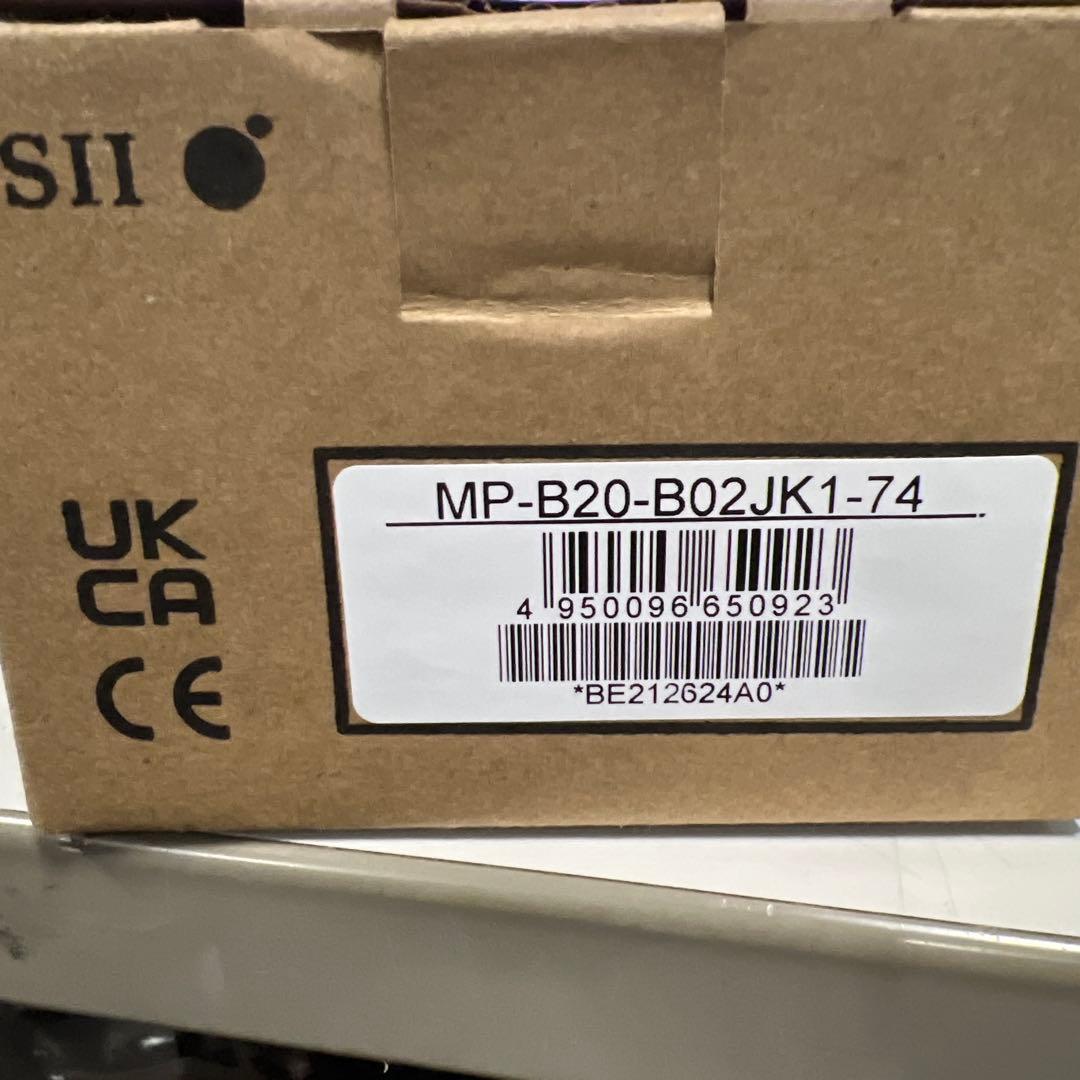 SII
UK
CA
CE
MP-B20-B02JK1-74
4 950096 650923
*BE212624A0*